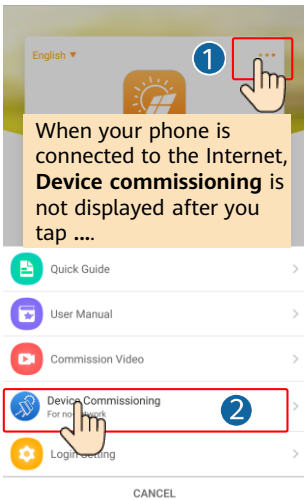 English ▼
1
...
When your phone is
connected to the Internet,
Device commissioning is
not displayed after you
tap ....
Quick Guide
User Manual
Commission Video
Device Commissioning
For no network
2
Login Setting
CANCEL